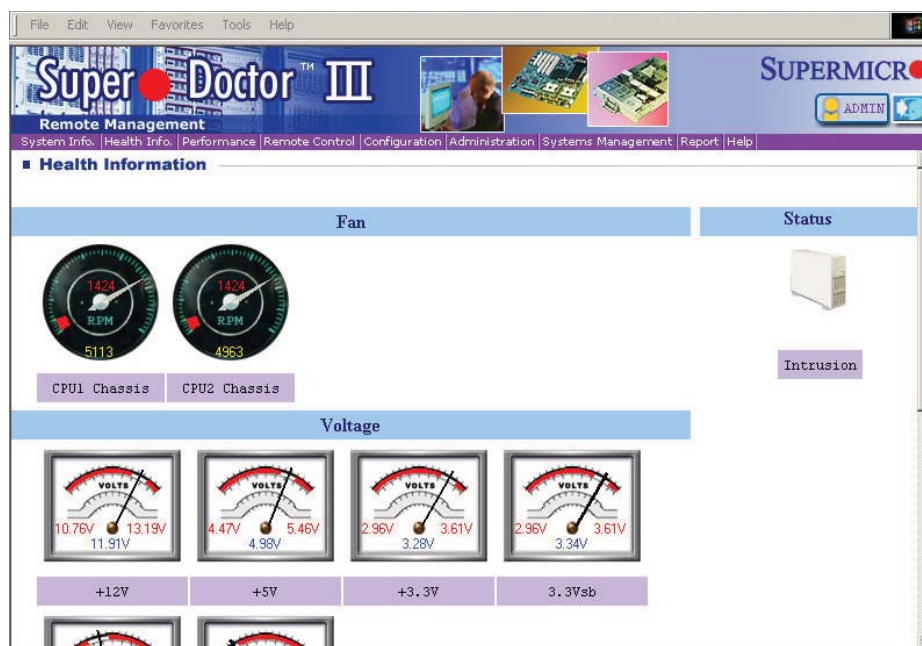 File Edit View Favorites Tools Help
Super Doctor™ III
SUPERMICR
ADMIN
Remote Management
System Info. Health Info. Performance Remote Control Configuration Administration Systems Management Report Help
Health Information
Fan
Status
1424 1424
RPM RPM
5113 4963
CPU1 Chassis CPU2 Chassis
Intrusion
Voltage
VOLTS VOLTS VOLTS VOLTS
10.76V 13.19V 4.47V 5.46V 2.96V 3.61V 2.96V 3.61V
11.91V 4.98V 3.28V 3.34V
+12V +5V +3.3V 3.3Vsb